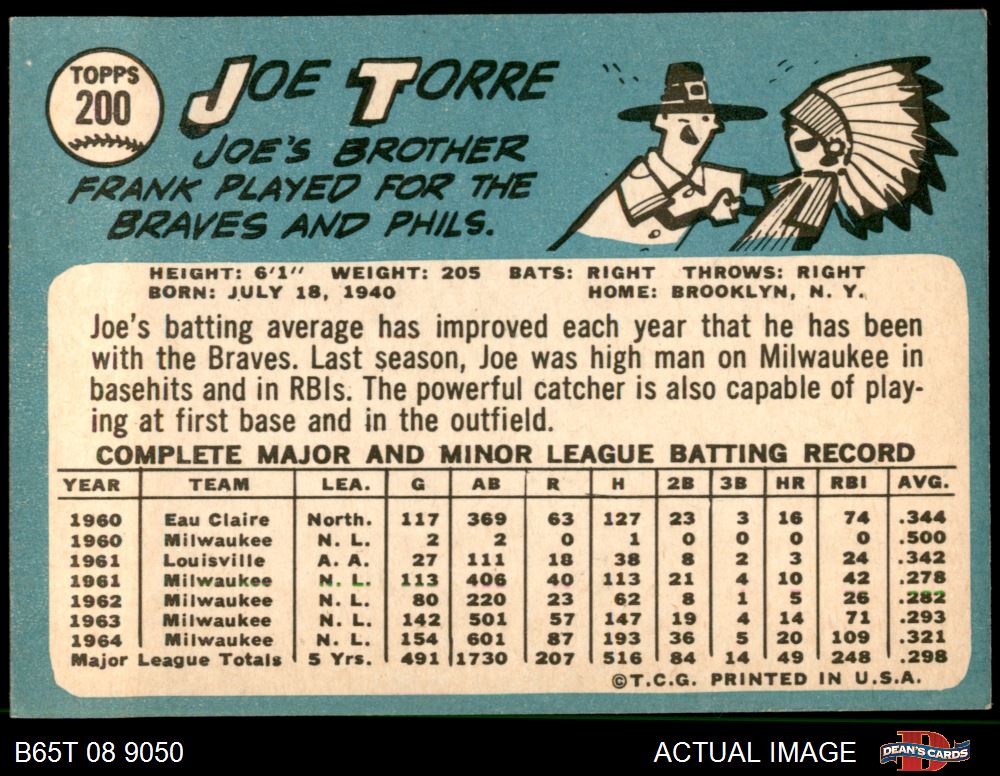 TOPPS
200
JOE TORRE
JOE'S BROTHER
FRANK PLAYED FOR THE
BRAVES AND PHILS.
HEIGHT: 6'1" WEIGHT: 205 BATS: RIGHT THROWS: RIGHT
BORN: JULY 18, 1940 HOME: BROOKLYN, N. Y.
Joe's batting average has improved each year that he has been
with the Braves. Last season, Joe was high man on Milwaukee in
basehits and in RBIs. The powerful catcher is also capable of play-
ing at first base and in the outfield.
COMPLETE MAJOR AND MINOR LEAGUE BATTING RECORD
YEAR TEAM LEA. G AB R H 2B 3B HR RBI AVG.
1960 Eau Claire North. 117 369 63 127 23 3 16 74 .344
1960 Milwaukee N. L. 2 2 0 1 0 0 0 0 .500
1961 Louisville A. A. 27 111 18 38 8 2 3 24 .342
1961 Milwaukee N. L. 113 406 40 113 21 4 10 42 .278
1962 Milwaukee N. L. 80 220 23 62 8 1 5 26 .282
1963 Milwaukee N. L. 142 501 57 147 19 4 14 71 .293
1964 Milwaukee N. L. 154 601 87 193 36 5 20 109 .321
Major League Totals 5 Yrs. 491 1730 207 516 84 14 49 248 .298
©T.C.G. PRINTED IN U.S.A.
B65T 08 9050 ACTUAL IMAGE DEAN'S CARDS